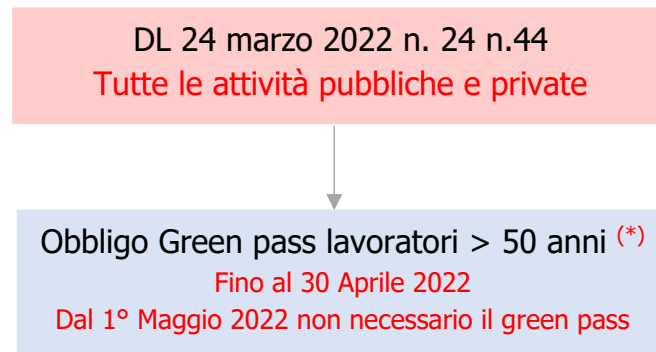 DL 24 marzo 2022 n. 24 n.44
Tutte le attività pubbliche e private
Obbligo Green pass lavoratori > 50 anni (*)
Fino al 30 Aprile 2022
Dal 1° Maggio 2022 non necessario il green pass